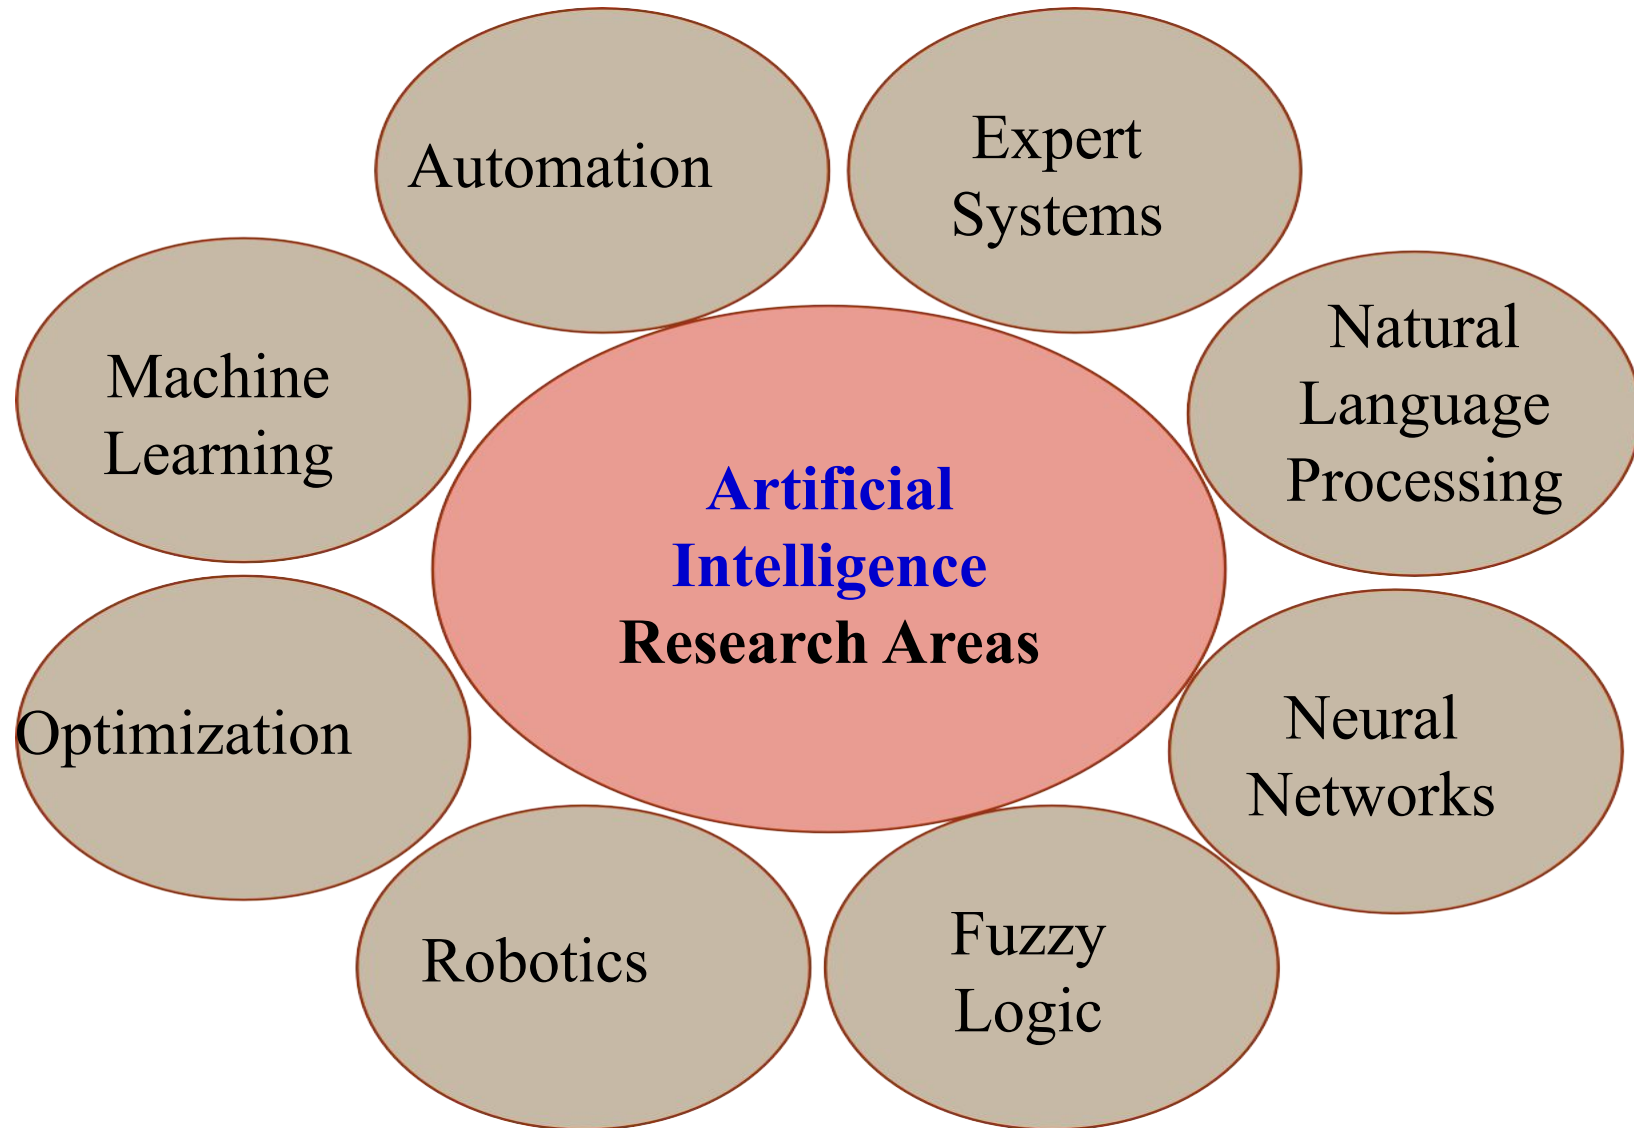 Automation
Expert
Systems
Natural
Language
Processing
Machine
Learning
Artificial
Intelligence
Research Areas
Optimization
Neural
Networks
Robotics
Fuzzy
Logic